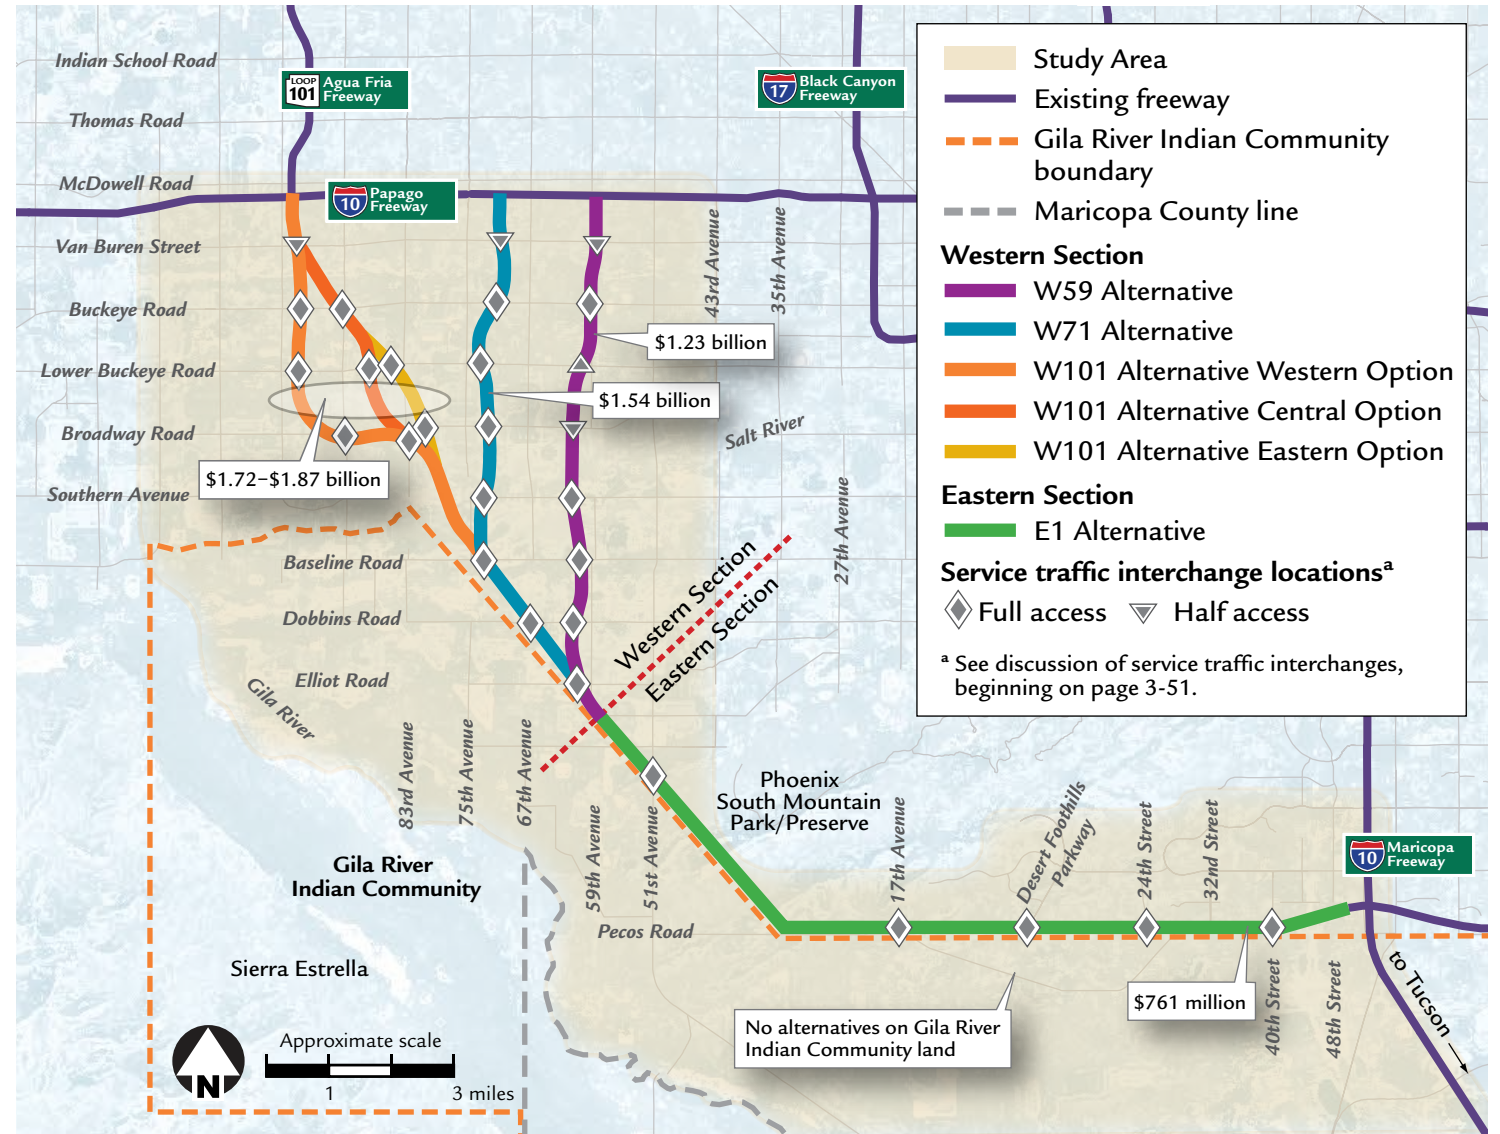 Indian School Road
Thomas Road
McDowell Road
Van Buren Street
Buckeye Road
Lower Buckeye Road
Broadway Road
Southern Avenue
Baseline Road
Dobbins Road
Elliot Road
Pecos Road
LOOP
101
Agua Fria
Freeway
17
Black Canyon
Freeway
10
Papago
Freeway
43rd Avenue
35th Avenue
27th Avenue
Salt River
$1.23 billion
$1.54 billion
$1.72–$1.87 billion
Western Section
Eastern Section
Gila River
83rd Avenue
75th Avenue
67th Avenue
59th Avenue
51st Avenue
Phoenix
South Mountain
Park/Preserve
17th Avenue
Desert Foothills
Parkway
24th Street
32nd Street
40th Street
48th Street
10
Maricopa
Freeway
to Tucson
$761 million
No alternatives on Gila River
Indian Community land
Gila River
Indian Community
Sierra Estrella
N
Approximate scale
1
3 miles
Study Area
Existing freeway
Gila River Indian Community
boundary
Maricopa County line
Western Section
W59 Alternative
W71 Alternative
W101 Alternative Western Option
W101 Alternative Central Option
W101 Alternative Eastern Option
Eastern Section
E1 Alternative
Service traffic interchange locationsᵃ
Full access
Half access
ᵃ See discussion of service traffic interchanges,
beginning on page 3-51.